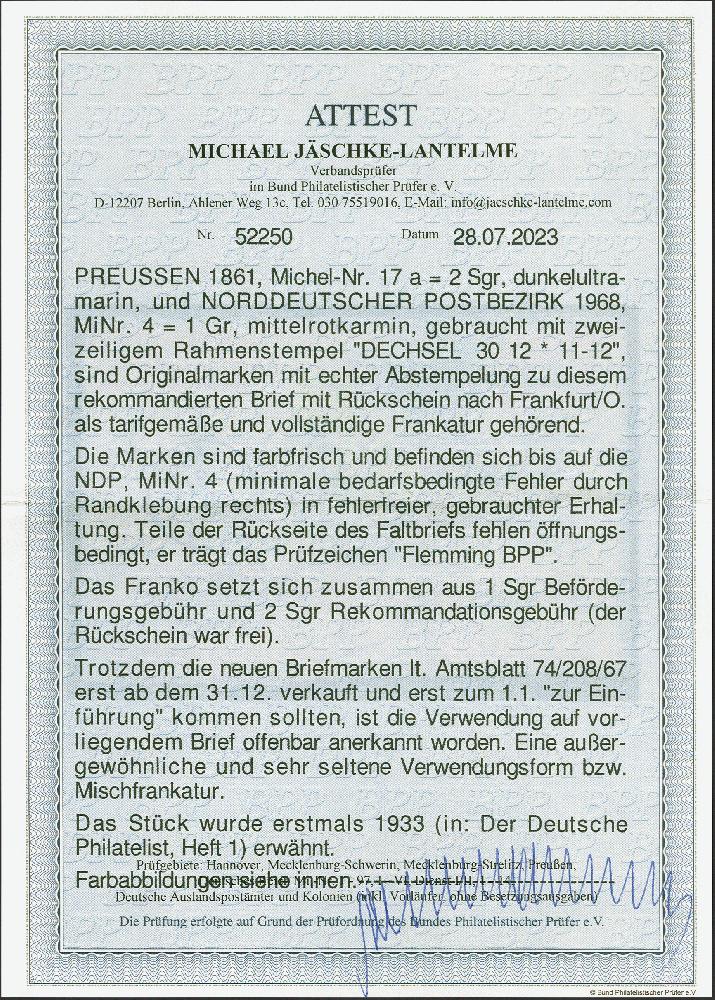 ATTEST
MICHAEL JÄSCHKE-LANTELME
Verbandsprüfer
im Bund Philatelistischer Prüfer e. V.
D-12207 Berlin, Ahlener Weg 13c, Tel. 030 75519016, E-Mail: info@jaeschke-lantelme.com
Nr. 52250 Datum 28.07.2023
PREUSSEN 1861, Michel-Nr. 17 a = 2 Sgr, dunkelultra-
marin, und NORDDEUTSCHER POSTBEZIRK 1968,
MiNr. 4 = 1 Gr, mittelrotkarmin, gebraucht mit zwei-
zeiligem Rahmenstempel "DECHSEL 30 12 * 11-12",
sind Originalmarken mit echter Abstempelung zu diesem
rekommandierten Brief mit Rückschein nach Frankfurt/O.
als tarifgemäße und vollständige Frankatur gehörend.
Die Marken sind farbfrisch und befinden sich bis auf die
NDP, MiNr. 4 (minimale bedarfsbedingte Fehler durch
Randklebung rechts) in fehlerfreier, gebrauchter Erhal-
tung. Teile der Rückseite des Faltbriefs fehlen öffnungs-
bedingt, er trägt das Prüfzeichen "Flemming BPP".
Das Franko setzt sich zusammen aus 1 Sgr Beförde-
rungsgebühr und 2 Sgr Rekommandationsgebühr (der
Rückschein war frei).
Trotzdem die neuen Briefmarken lt. Amtsblatt 74/208/67
erst ab dem 31.12. verkauft und erst zum 1.1. "zur Ein-
führung" kommen sollten, ist die Verwendung auf vor-
liegendem Brief offenbar anerkannt worden. Eine außer-
gewöhnliche und sehr seltene Verwendungsform bzw.
Mischfrankatur.
Das Stück wurde erstmals 1933 (in: Der Deutsche
Philatelist, Heft 1) erwähnt.
Prüfgebiete: Hannover, Mecklenburg-Schwerin, Mecklenburg-Strelitz, Preußen,
Farbabbildungen siehe innen.
Deutsche Auslandspostämter und Kolonien (inkl. Vorläufer, ohne Besetzungsausgaben)
Die Prüfung erfolgte auf Grund der Prüfordnung des Bundes Philatelistischer Prüfer e.V.
© Bund Philatelistischer Prüfer e.V.